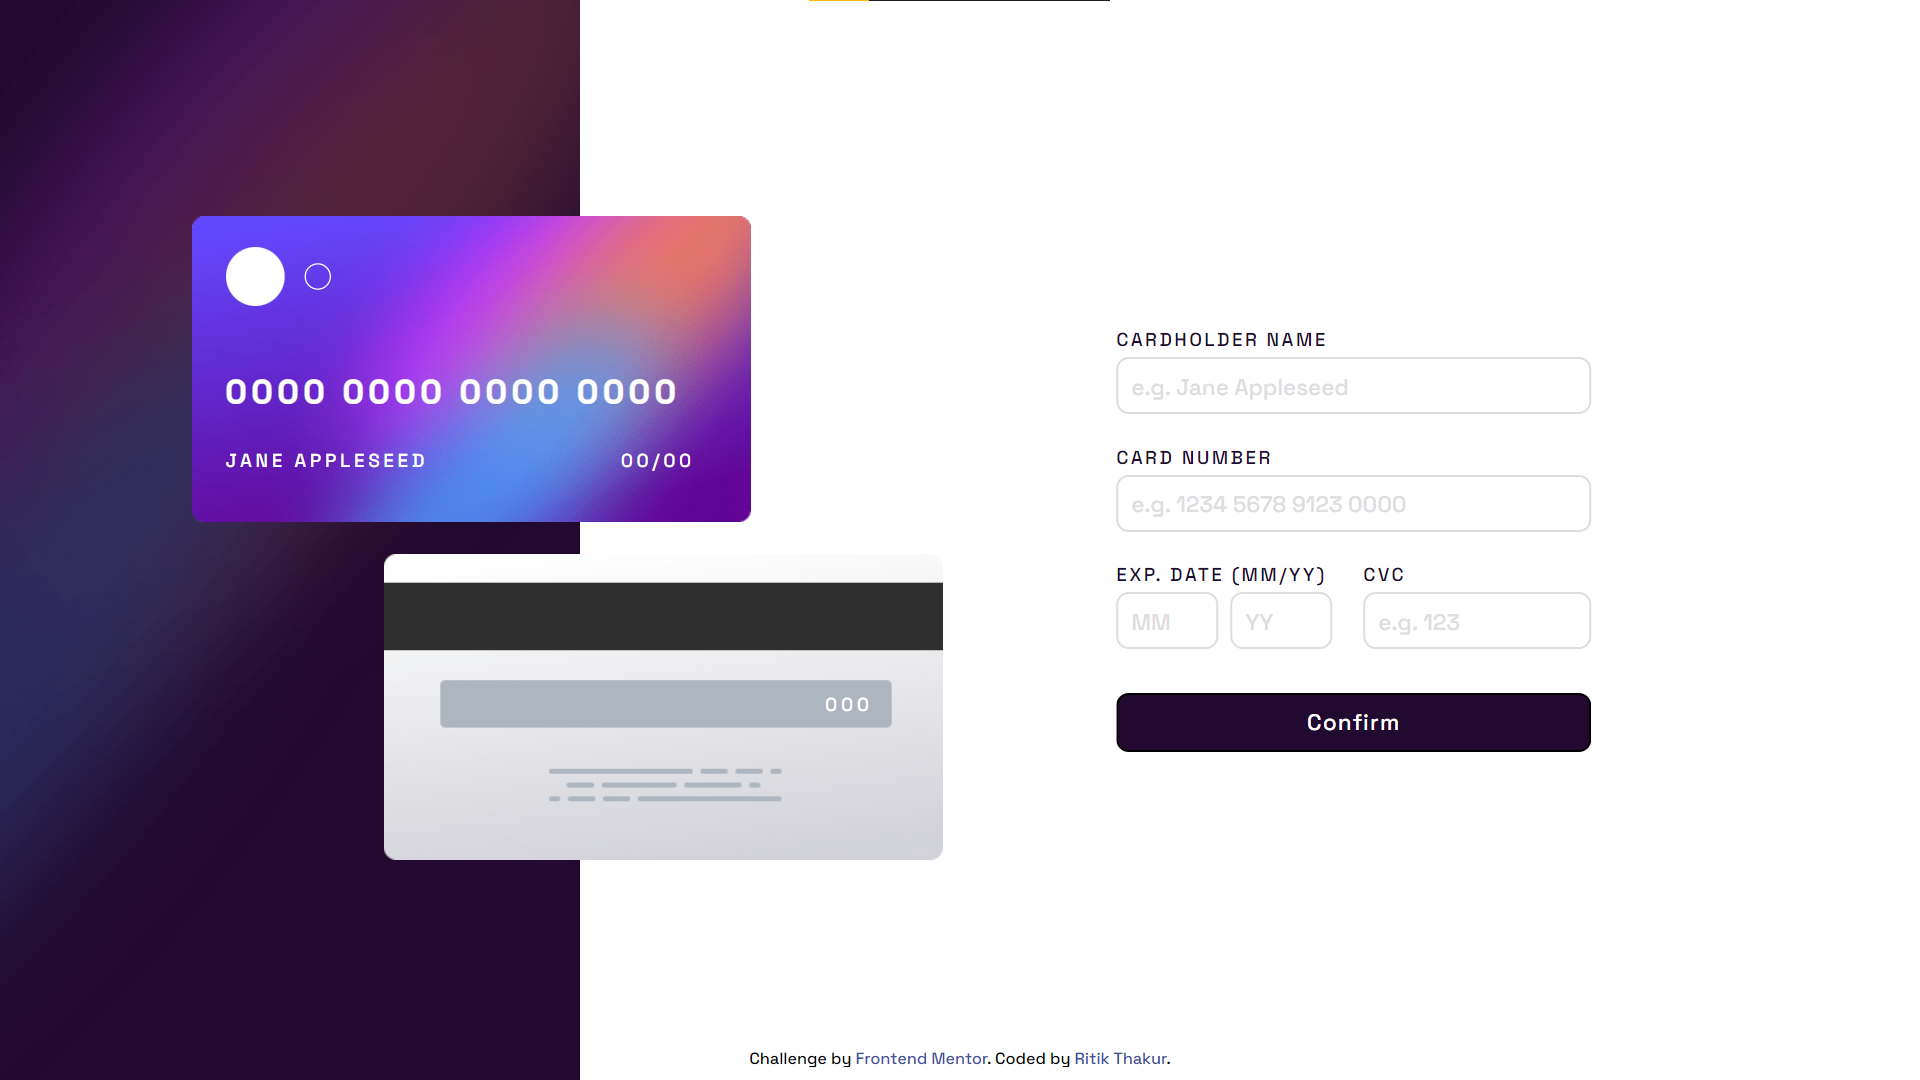 0000 0000 0000 0000
JANE APPLESEED 00/00
000
CARDHOLDER NAME
e.g. Jane Appleseed
CARD NUMBER
e.g. 1234 5678 9123 0000
EXP. DATE (MM/YY) CVC
MM YY e.g. 123
Confirm
Challenge by Frontend Mentor. Coded by Ritik Thakur.